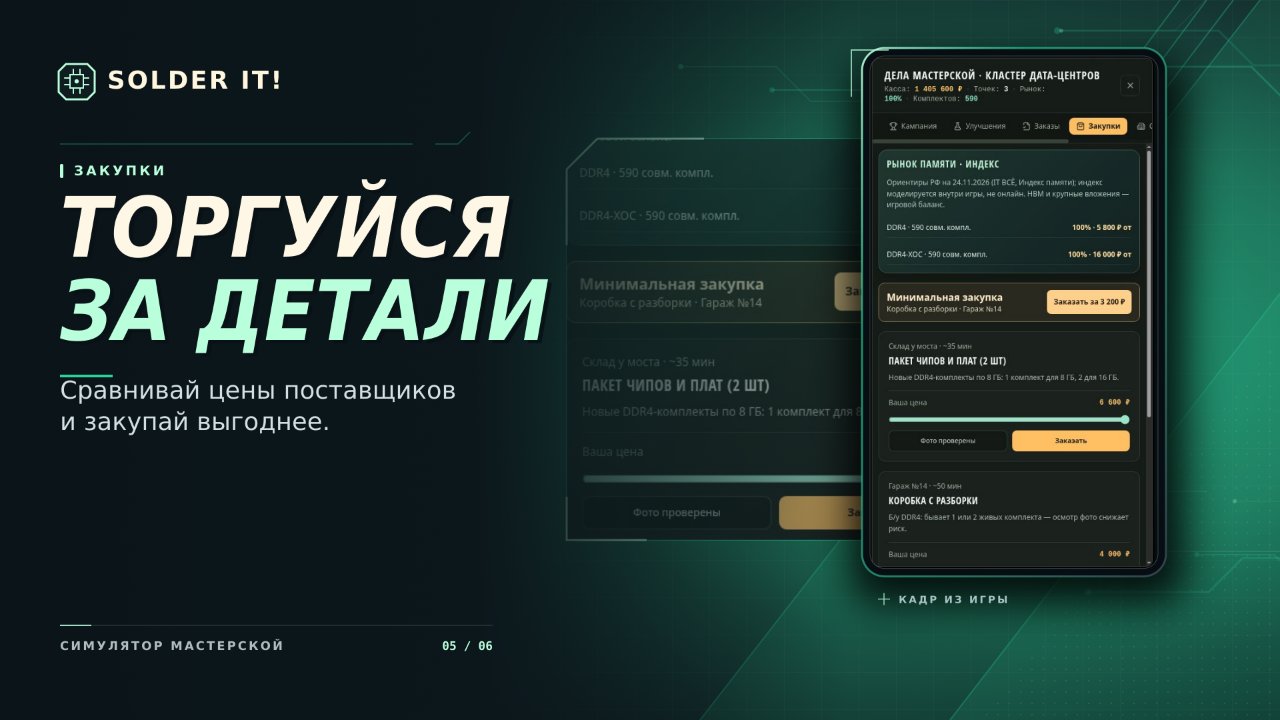 SOLDER IT!
ЗАКУПКИ
ТОРГУЙСЯ
ЗА ДЕТАЛИ
Сравнивай цены поставщиков
и закупай выгоднее.
СИМУЛЯТОР МАСТЕРСКОЙ
05 / 06
DDR4 · 590 совм. компл.
DDR4-ХОС · 590 совм. компл.
Минимальная закупка
Коробка с разборки · Гараж №14
За
Склад у моста · ~35 мин
ПАКЕТ ЧИПОВ И ПЛАТ (2 ШТ)
Новые DDR4-комплекты по 8 ГБ: 1 комплект для 8
Ваша цена
Фото проверены
За
ДЕЛА МАСТЕРСКОЙ · КЛАСТЕР ДАТА-ЦЕНТРОВ
Касса: 1 405 600 ₽ · Точек: 3 · Рынок:
100% · Комплектов: 590
Кампания
Улучшения
Заказы
Закупки
РЫНОК ПАМЯТИ · ИНДЕКС
Ориентиры РФ на 24.11.2026 (IT ВСЁ, Индекс памяти); индекс
моделируется внутри игры, не онлайн. HBM и крупные вложения —
игровой баланс.
DDR4 · 590 совм. компл.
100% · 5 800 ₽ от
DDR4-ХОС · 590 совм. компл.
100% · 16 000 ₽ от
Минимальная закупка
Коробка с разборки · Гараж №14
Заказать за 3 200 ₽
Склад у моста · ~35 мин
ПАКЕТ ЧИПОВ И ПЛАТ (2 ШТ)
Новые DDR4-комплекты по 8 ГБ: 1 комплект для 8 ГБ, 2 для 16 ГБ.
Ваша цена
6 600 ₽
Фото проверены
Заказать
Гараж №14 · ~50 мин
КОРОБКА С РАЗБОРКИ
Б/у DDR4: бывает 1 или 2 живых комплекта — осмотр фото снижает
риск.
Ваша цена
4 000 ₽
КАДР ИЗ ИГРЫ